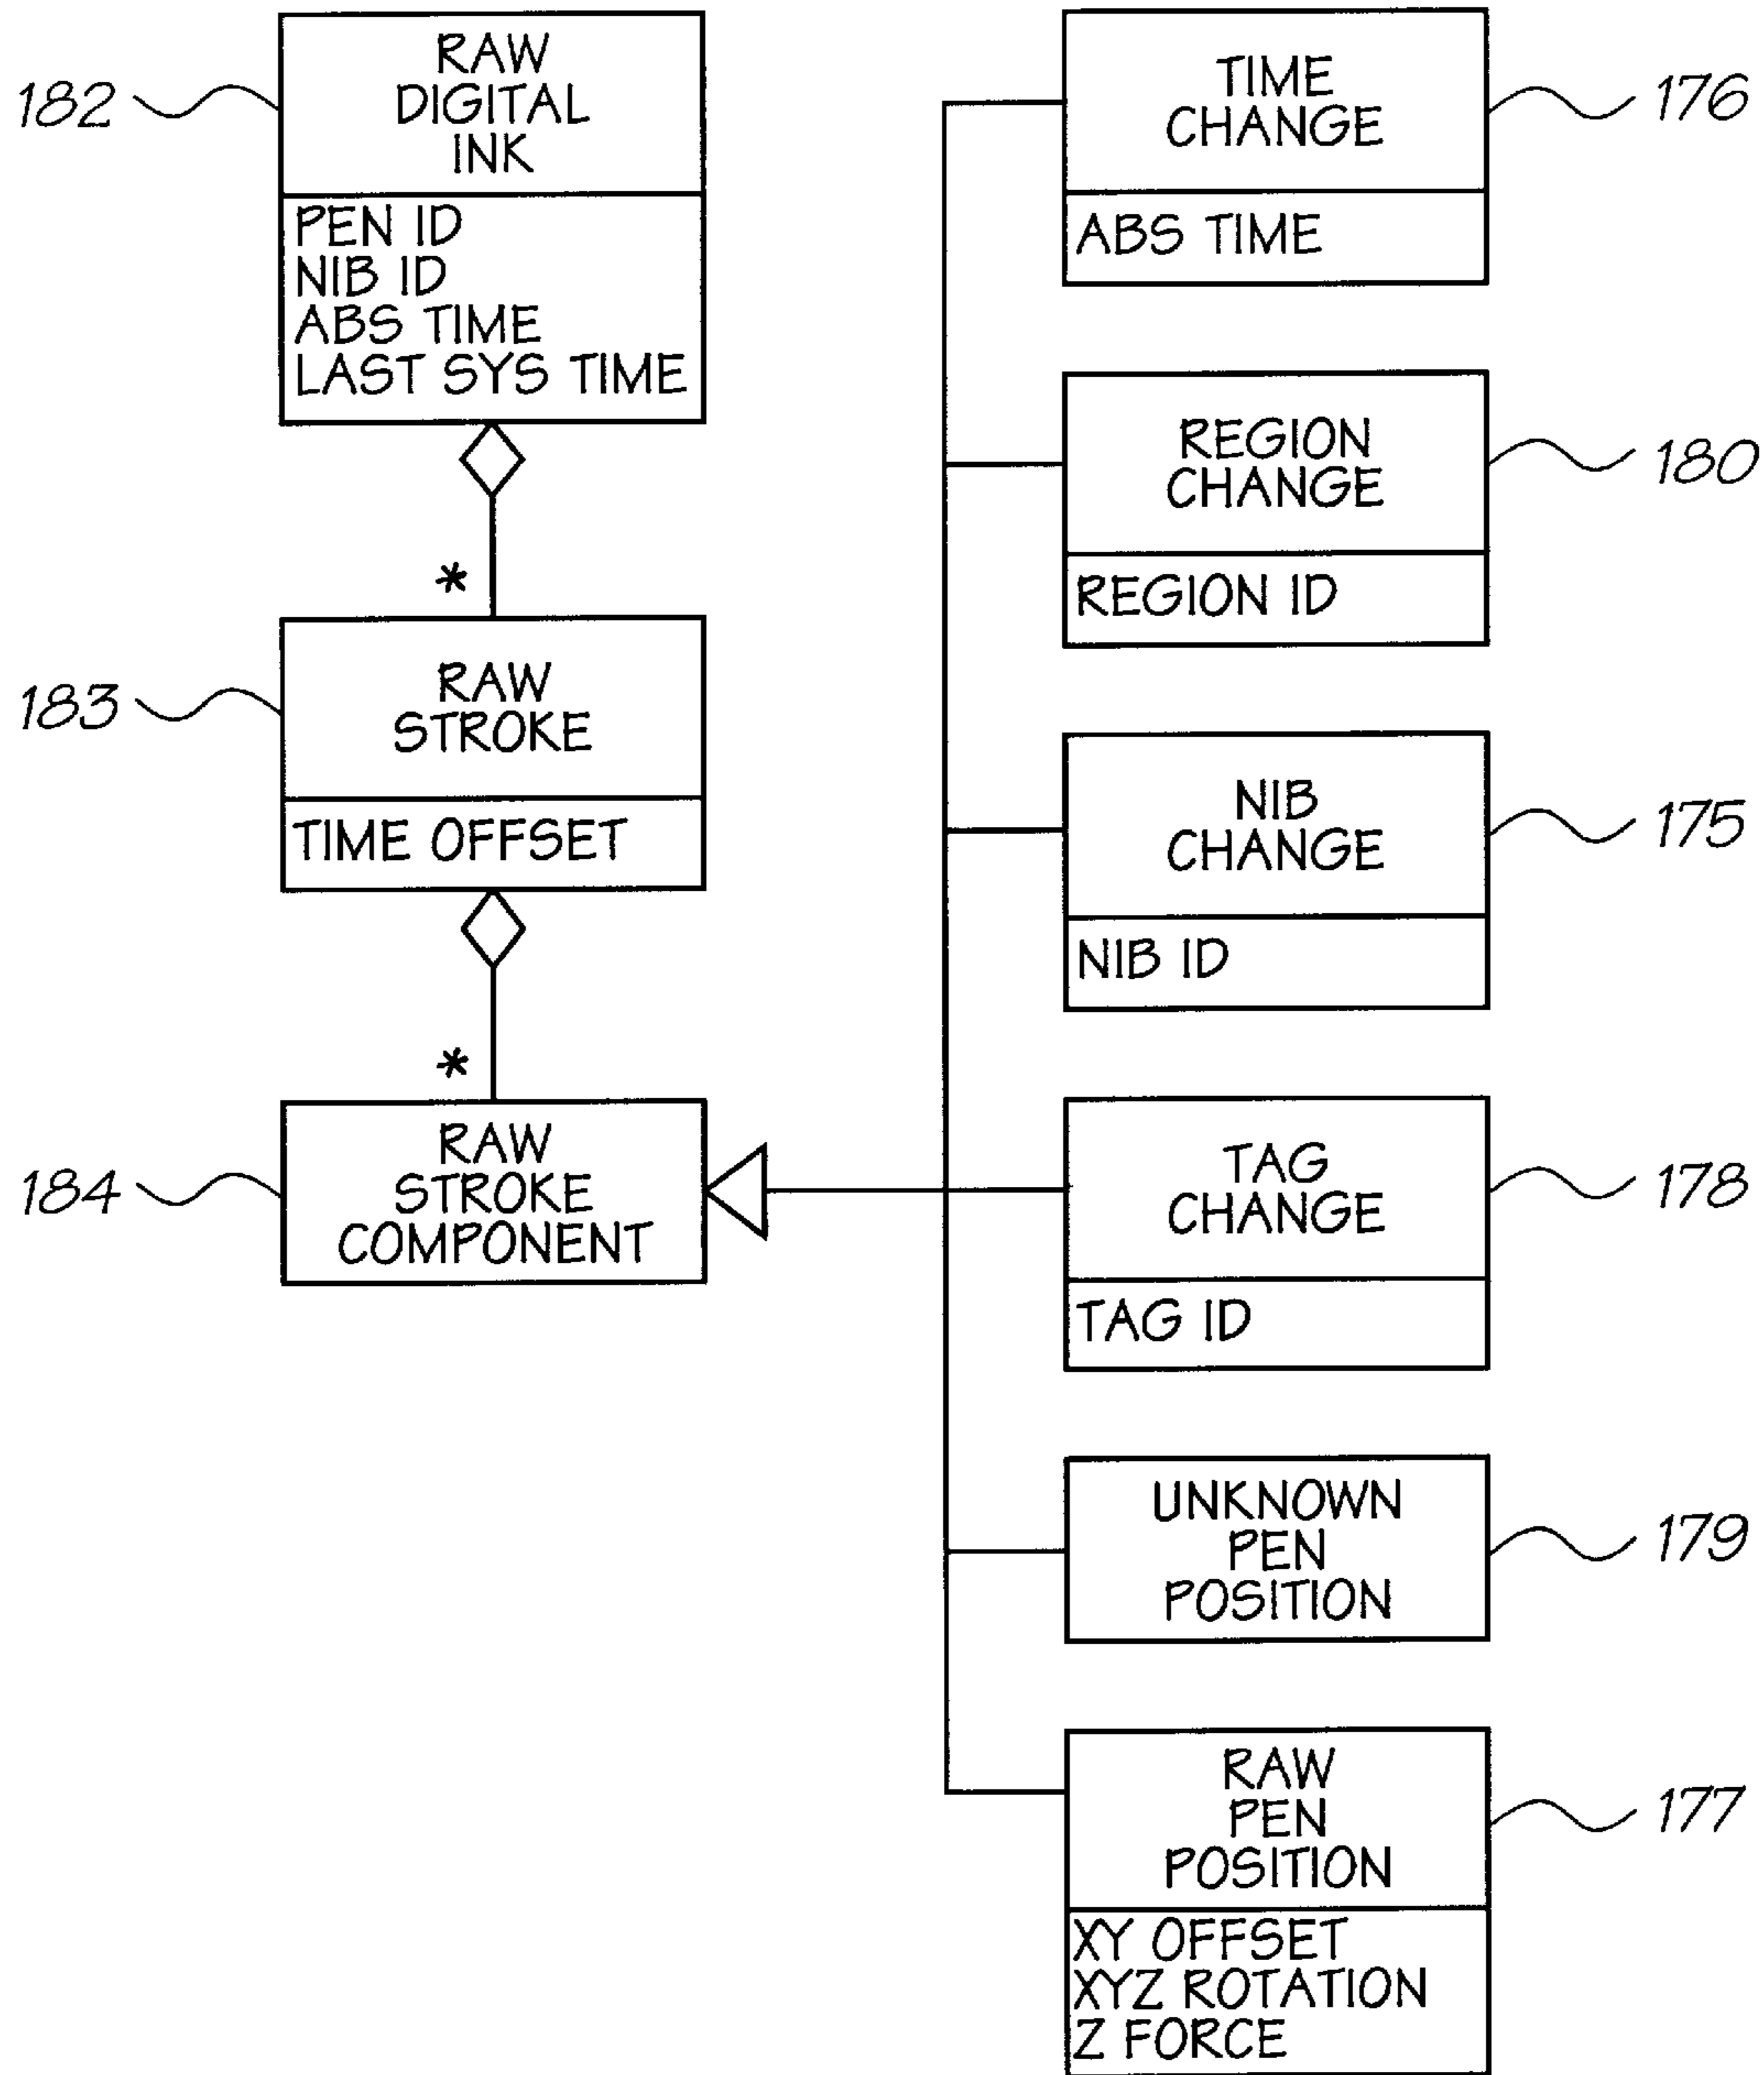 182
RAW
DIGITAL
INK
PEN ID
NIB ID
ABS TIME
LAST SYS TIME
*
183
RAW
STROKE
TIME OFFSET
*
184
RAW
STROKE
COMPONENT
TIME
CHANGE
ABS TIME
176
REGION
CHANGE
REGION ID
180
NIB
CHANGE
NIB ID
175
TAG
CHANGE
TAG ID
178
UNKNOWN
PEN
POSITION
179
RAW
PEN
POSITION
XY OFFSET
XYZ ROTATION
Z FORCE
177